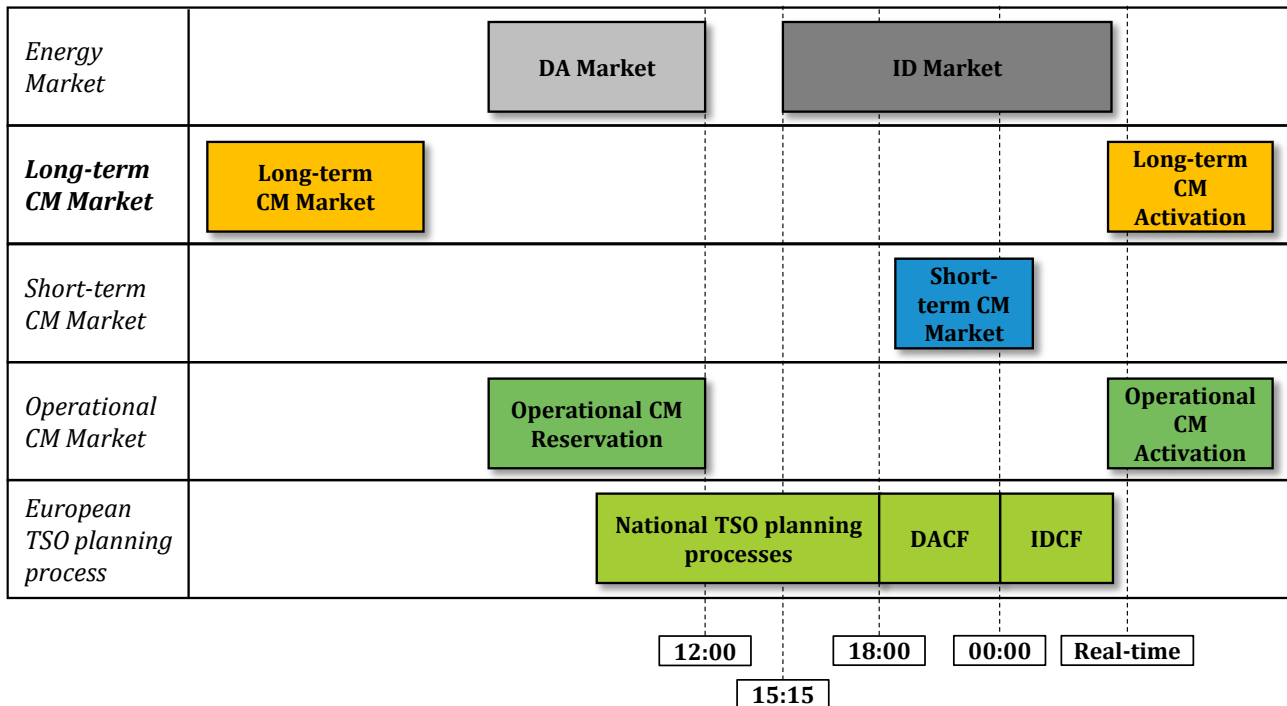 Energy
Market
DA Market
ID Market
Long-term
CM Market
Long-term
CM Market
Long-term
CM
Activation
Short-term
CM Market
Short-
term CM
Market
Operational
CM Market
Operational CM
Reservation
Operational
CM
Activation
European
TSO planning
process
National TSO planning
processes
DACF
IDCF
12:00
18:00
00:00
Real-time
15:15